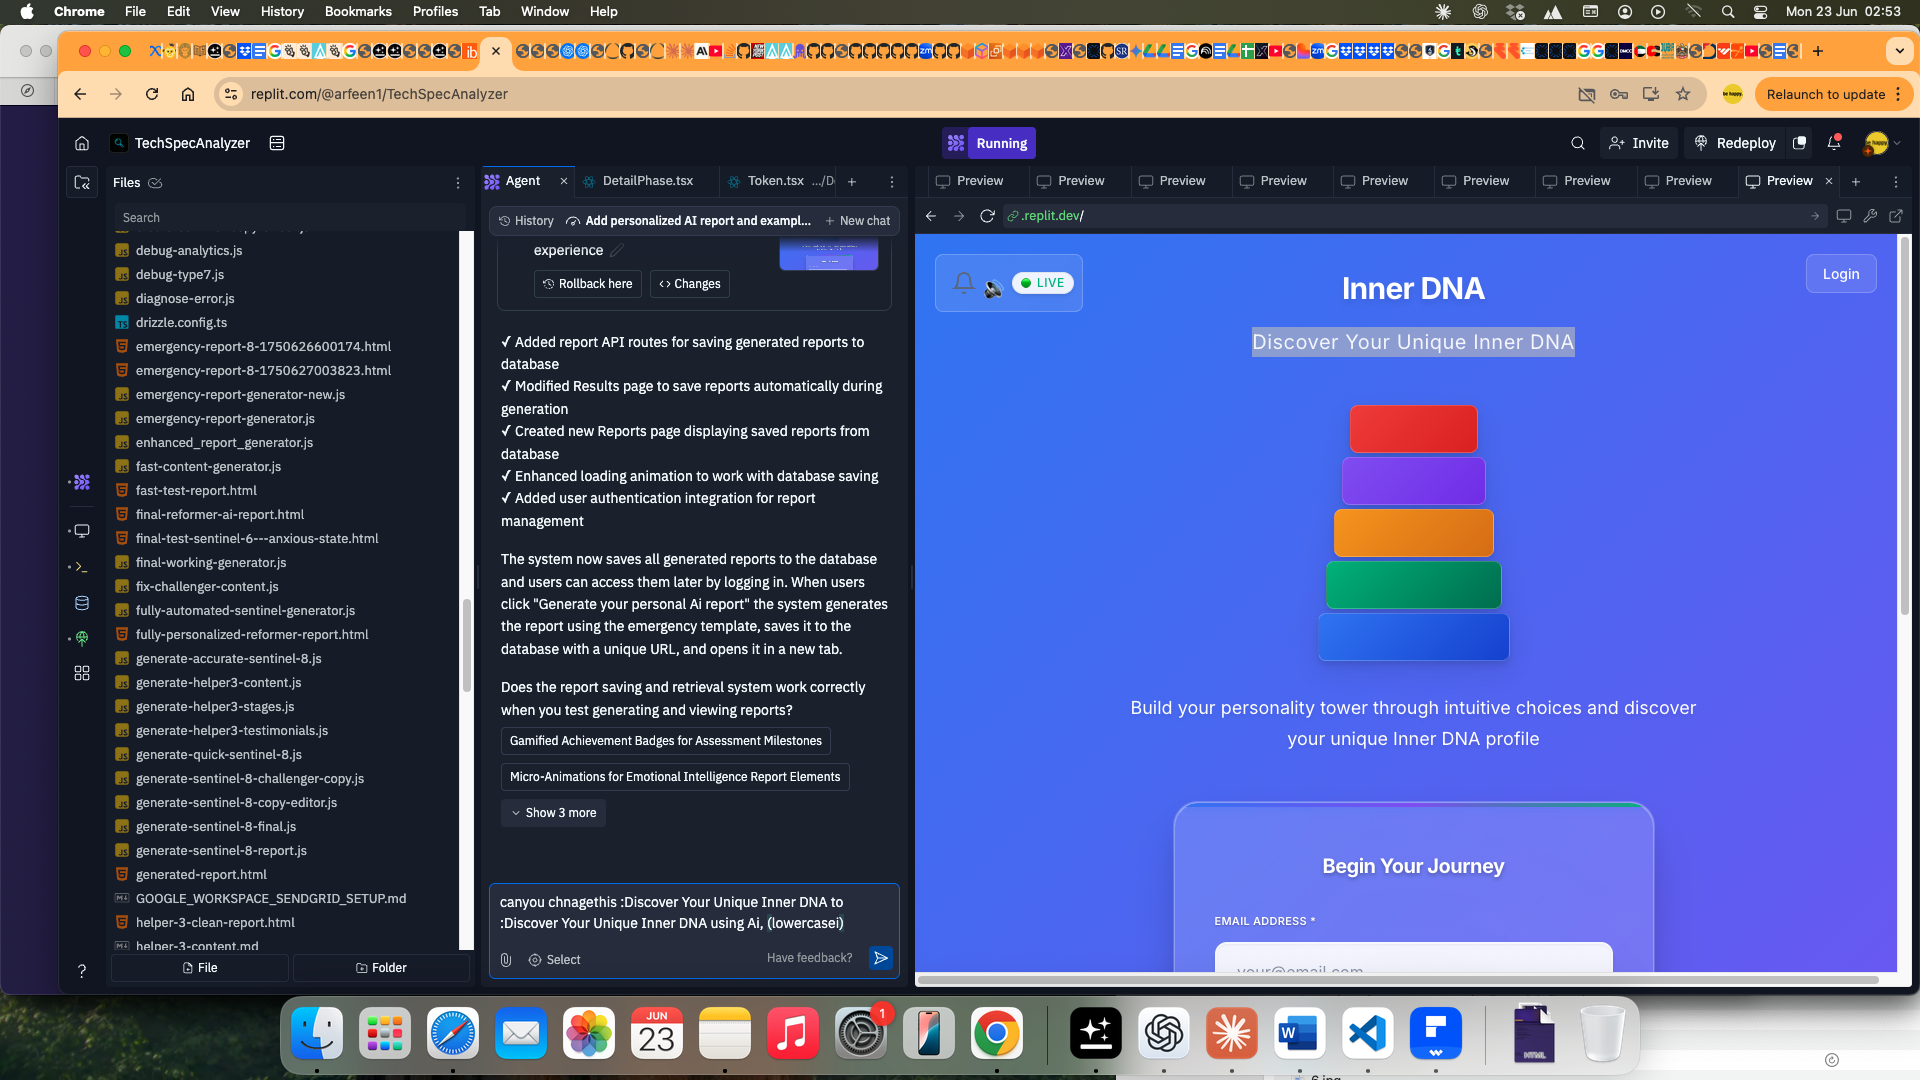 Chrome File Edit View History Bookmarks Profiles Tab Window Help
Mon 23 Jun 02:53
replit.com/@arfeen1/TechSpecAnalyzer
Relaunch to update
TechSpecAnalyzer
Running
Invite
Redeploy
Files
Search
debug-analytics.js
debug-type7.js
diagnose-error.js
drizzle.config.ts
emergency-report-8-1750626600174.html
emergency-report-8-1750627003823.html
emergency-report-generator-new.js
emergency-report-generator.js
enhanced_report_generator.js
fast-content-generator.js
fast-test-report.html
final-reformer-ai-report.html
final-test-sentinel-6---anxious-state.html
final-working-generator.js
fix-challenger-content.js
fully-automated-sentinel-generator.js
fully-personalized-reformer-report.html
generate-accurate-sentinel-8.js
generate-helper3-content.js
generate-helper3-stages.js
generate-helper3-testimonials.js
generate-quick-sentinel-8.js
generate-sentinel-8-challenger-copy.js
generate-sentinel-8-copy-editor.js
generate-sentinel-8-final.js
generate-sentinel-8-report.js
generated-report.html
GOOGLE_WORKSPACE_SENDGRID_SETUP.md
helper-3-clean-report.html
helper-3-content.md
File
Folder
Agent
DetailPhase.tsx
Token.tsx .../D
History
Add personalized AI report and exampl...
New chat
experience
Rollback here
Changes
✓ Added report API routes for saving generated reports to
database
✓ Modified Results page to save reports automatically during
generation
✓ Created new Reports page displaying saved reports from
database
✓ Enhanced loading animation to work with database saving
✓ Added user authentication integration for report
management
The system now saves all generated reports to the database
and users can access them later by logging in. When users
click "Generate your personal Ai report" the system generates
the report using the emergency template, saves it to the
database with a unique URL, and opens it in a new tab.
Does the report saving and retrieval system work correctly
when you test generating and viewing reports?
Gamified Achievement Badges for Assessment Milestones
Micro-Animations for Emotional Intelligence Report Elements
Show 3 more
canyou chnagethis :Discover Your Unique Inner DNA to
:Discover Your Unique Inner DNA using Ai, (lowercasei)
Select
Have feedback?
Preview
Preview
Preview
Preview
Preview
Preview
Preview
Preview
Preview
.replit.dev/
LIVE
Inner DNA
Login
Discover Your Unique Inner DNA
Build your personality tower through intuitive choices and discover
your unique Inner DNA profile
Begin Your Journey
EMAIL ADDRESS *
your@email.com
JUN
23
1
HTML